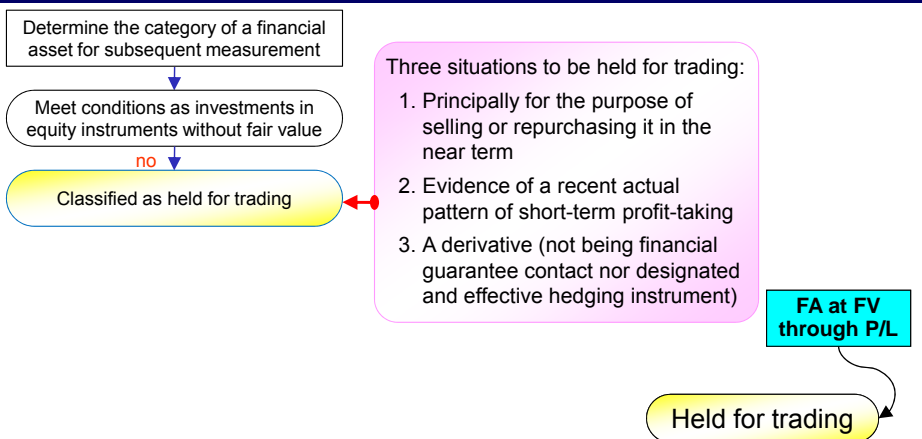 Determine the category of a financial
asset for subsequent measurement
Meet conditions as investments in
equity instruments without fair value
no
Classified as held for trading
Three situations to be held for trading:
1. Principally for the purpose of
selling or repurchasing it in the
near term
2. Evidence of a recent actual
pattern of short-term profit-taking
3. A derivative (not being financial
guarantee contact nor designated
and effective hedging instrument)
FA at FV
through P/L
Held for trading